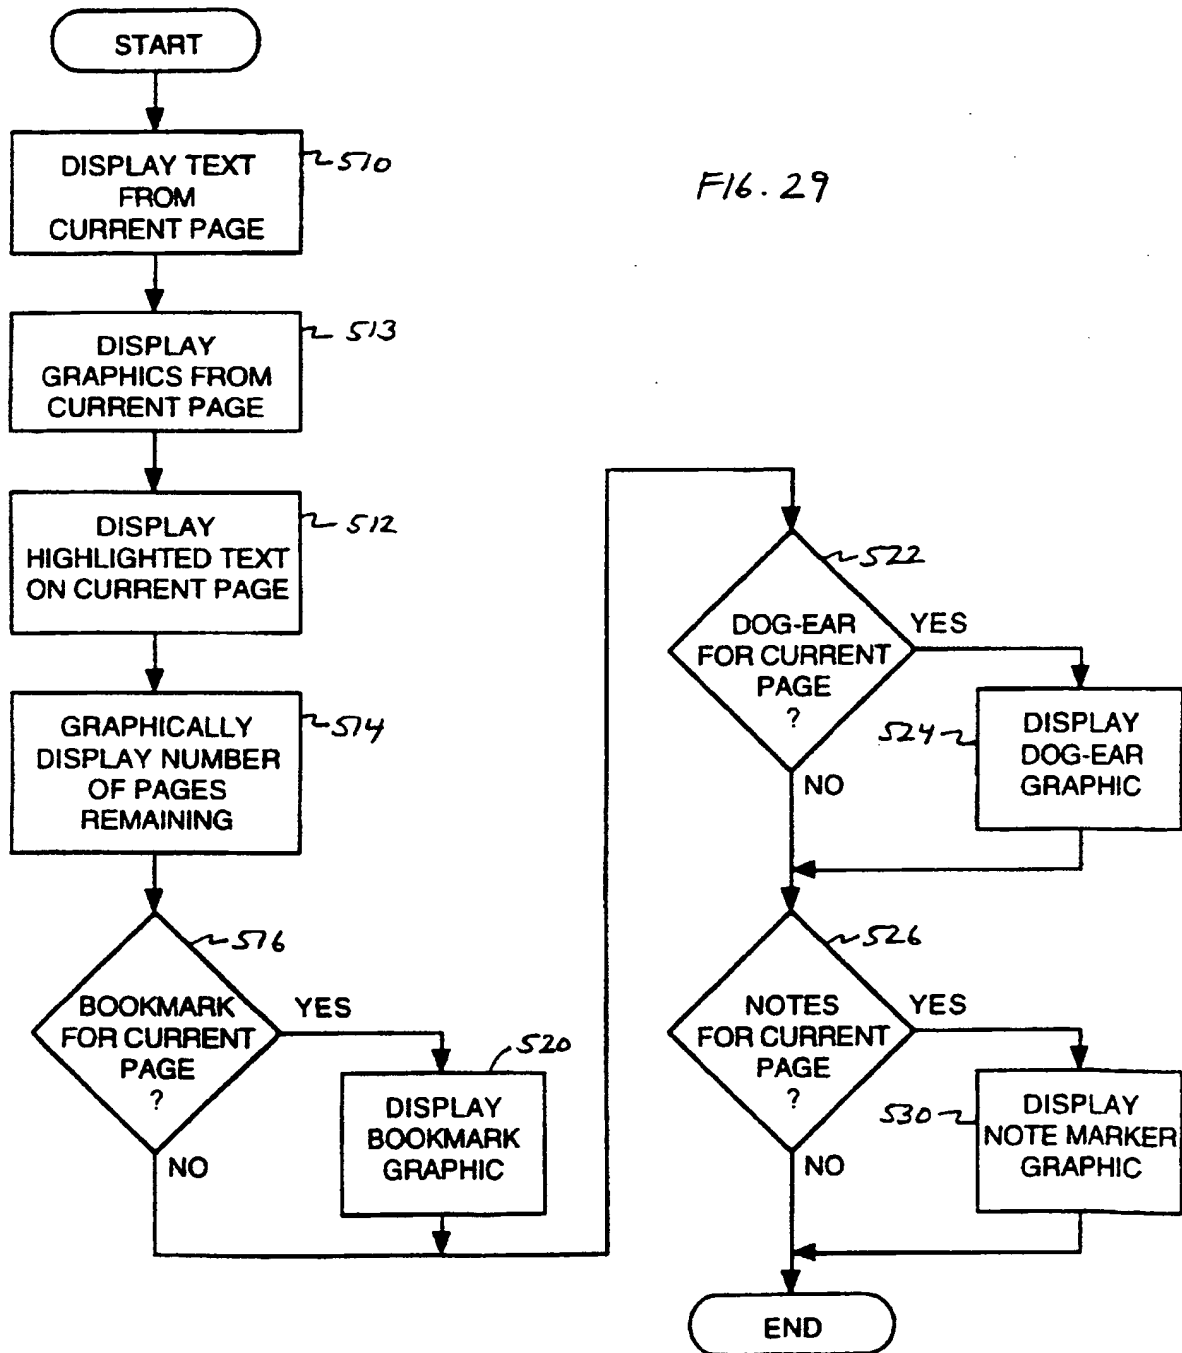 START
DISPLAY TEXT
FROM
CURRENT PAGE
510
FIG. 29
DISPLAY
GRAPHICS FROM
CURRENT PAGE
513
DISPLAY
HIGHLIGHTED TEXT
ON CURRENT PAGE
512
GRAPHICALLY
DISPLAY NUMBER
OF PAGES
REMAINING
514
BOOKMARK
FOR CURRENT
PAGE
?
516
YES
NO
DISPLAY
BOOKMARK
GRAPHIC
520
DOG-EAR
FOR CURRENT
PAGE
?
522
YES
NO
DISPLAY
DOG-EAR
GRAPHIC
524
NOTES
FOR CURRENT
PAGE
?
526
YES
NO
DISPLAY
NOTE MARKER
GRAPHIC
530
END